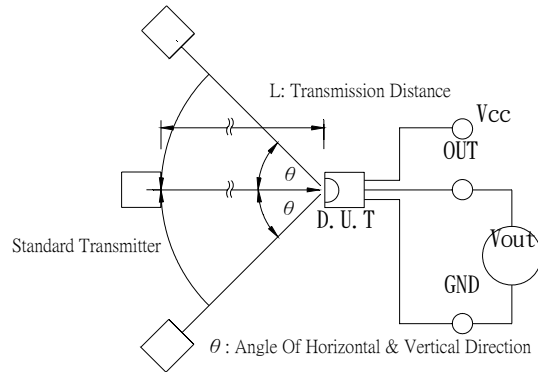 L: Transmission Distance
Vcc
OUT
θ
θ
D.U.T
Standard Transmitter
Vout
GND
θ : Angle Of Horizontal & Vertical Direction